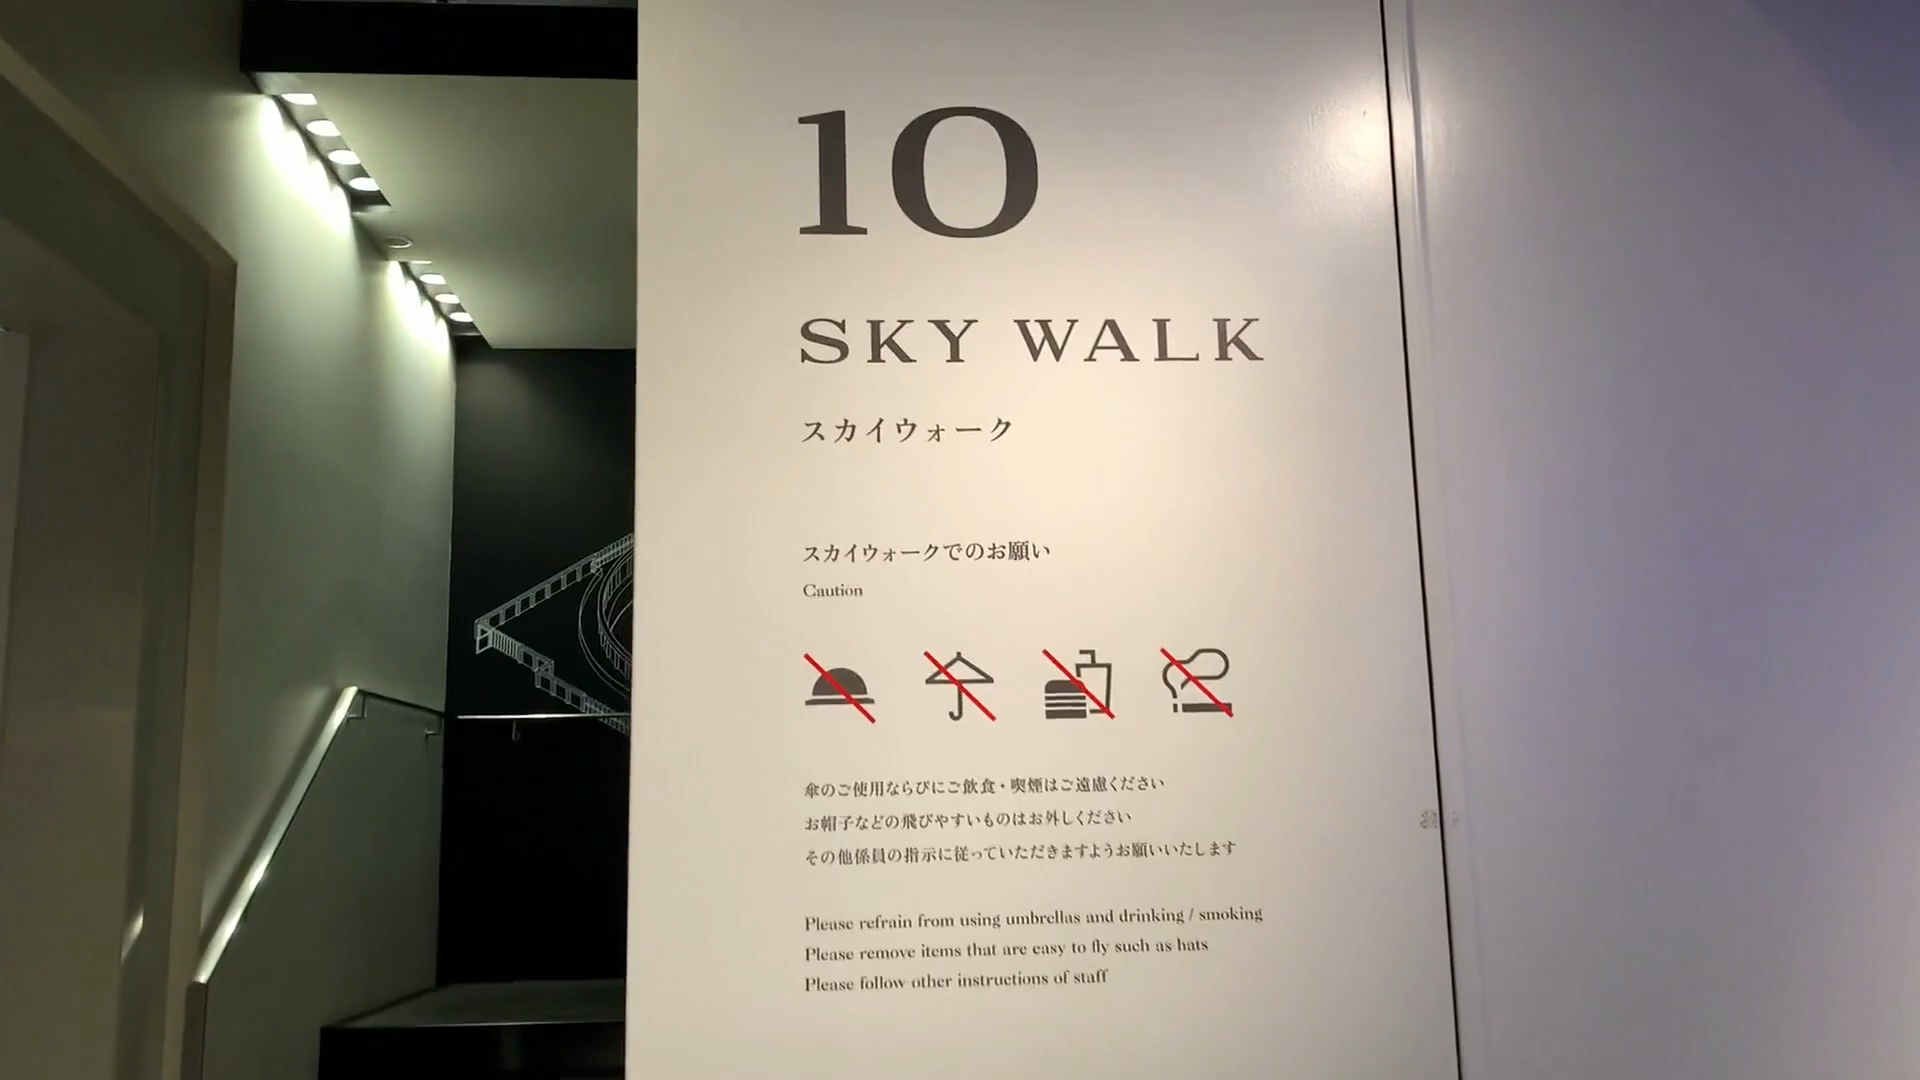 10
SKY WALK
スカイウォーク
スカイウォークでのお願い
Caution
傘のご使用ならびにご飲食・喫煙はご遠慮ください
お帽子などの飛びやすいものはお外しください
その他係員の指示に従っていただきますようお願いいたします
Please refrain from using umbrellas and drinking / smoking
Please remove items that are easy to fly such as hats
Please follow other instructions of staff